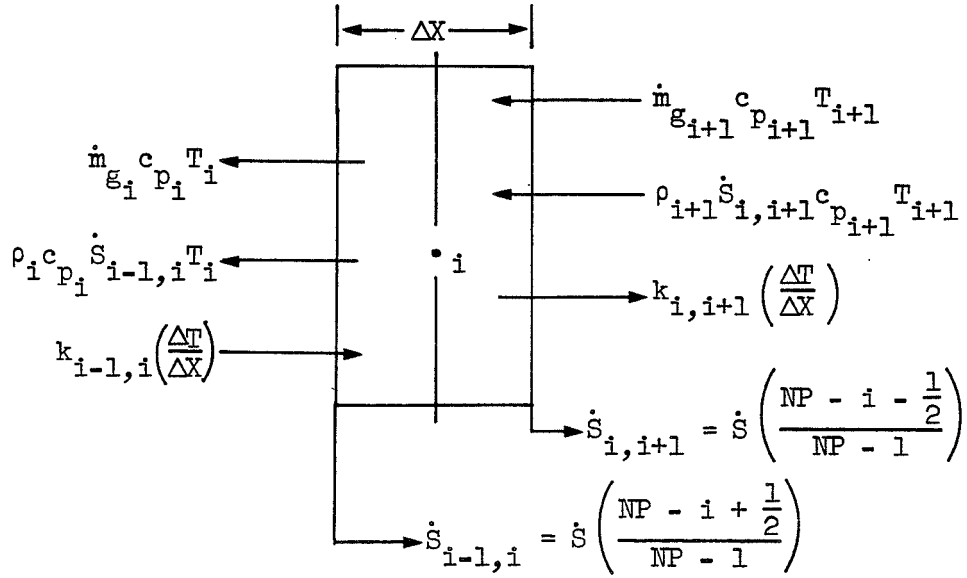 ΔX
ṁ_{g_{i+1}} c_{p_{i+1}} T_{i+1}
ṁ_{g_i} c_{p_i} T_i
ρ_{i+1} Ṡ_{i,i+1} c_{p_{i+1}} T_{i+1}
ρ_i c_{p_i} Ṡ_{i-1,i} T_i
i
k_{i,i+1} (ΔT/ΔX)
k_{i-1,i} (ΔT/ΔX)
Ṡ_{i,i+1} = Ṡ ((NP - i - 1/2)/(NP - 1))
Ṡ_{i-1,i} = Ṡ ((NP - i + 1/2)/(NP - 1))